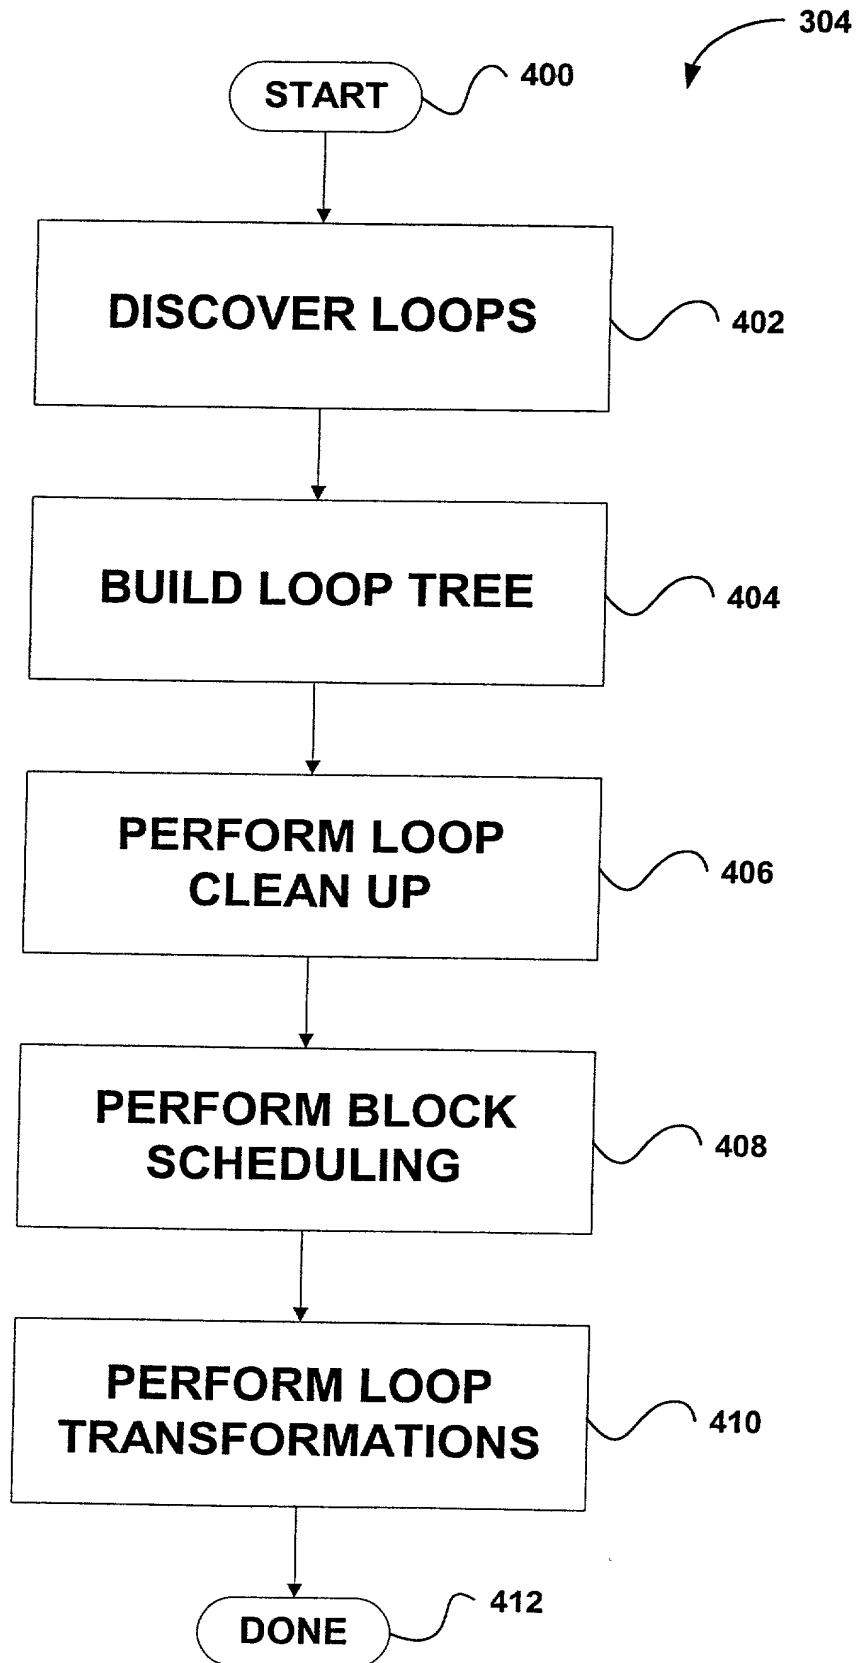 304
START
400
DISCOVER LOOPS
402
BUILD LOOP TREE
404
PERFORM LOOP
CLEAN UP
406
PERFORM BLOCK
SCHEDULING
408
PERFORM LOOP
TRANSFORMATIONS
410
DONE
412